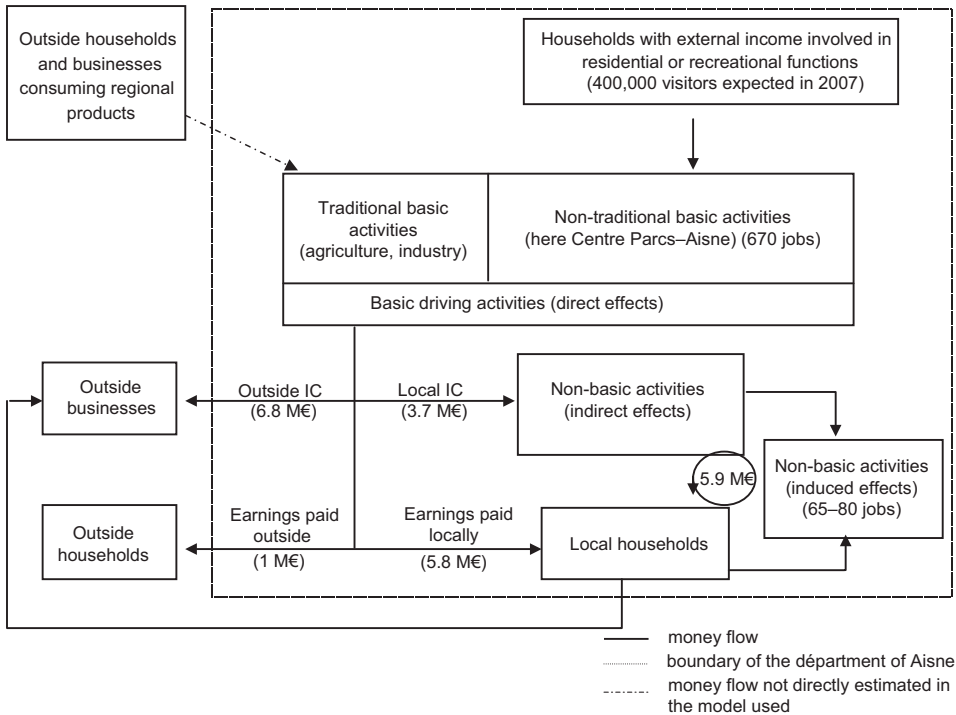 Outside households
and businesses
consuming regional
products
Households with external income involved in
residential or recreational functions
(400,000 visitors expected in 2007)
Traditional basic
activities
(agriculture, industry)
Non-traditional basic activities
(here Centre Parcs–Aisne) (670 jobs)
Basic driving activities (direct effects)
Outside
businesses
Outside IC
(6.8 M€)
Local IC
(3.7 M€)
Non-basic activities
(indirect effects)
5.9 M€
Non-basic activities
(induced effects)
(65–80 jobs)
Outside
households
Earnings paid
outside
(1 M€)
Earnings paid
locally
(5.8 M€)
Local households
money flow
boundary of the départment of Aisne
money flow not directly estimated in
the model used